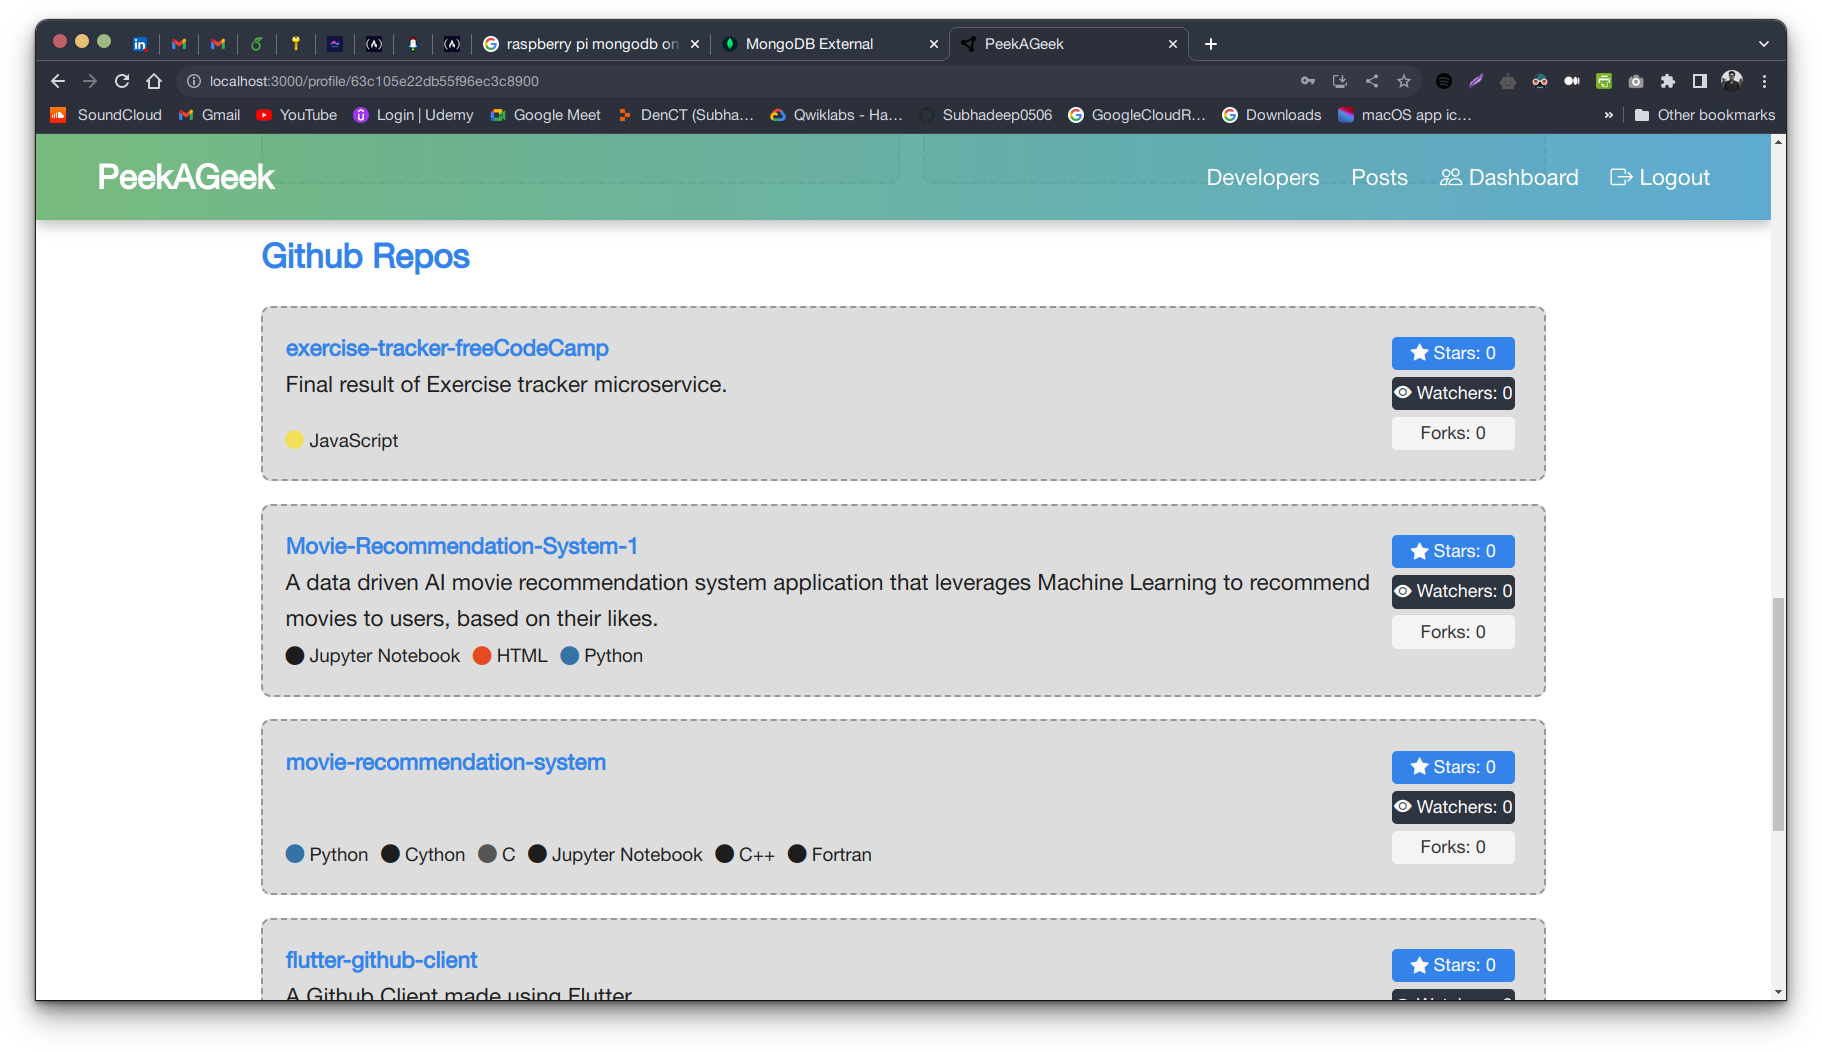 raspberry pi mongodb on
MongoDB External
PeekAGeek
localhost:3000/profile/63c105e22db55f96ec3c8900
SoundCloud
Gmail
YouTube
Login | Udemy
Google Meet
DenCT (Subha...
Qwiklabs - Ha...
Subhadeep0506
GoogleCloudR...
Downloads
macOS app ic...
»
Other bookmarks
PeekAGeek
Developers
Posts
Dashboard
Logout
Github Repos
exercise-tracker-freeCodeCamp
Final result of Exercise tracker microservice.
JavaScript
Stars: 0
Watchers: 0
Forks: 0
Movie-Recommendation-System-1
A data driven AI movie recommendation system application that leverages Machine Learning to recommend
movies to users, based on their likes.
Jupyter Notebook HTML Python
Stars: 0
Watchers: 0
Forks: 0
movie-recommendation-system
Python Cython C Jupyter Notebook C++ Fortran
Stars: 0
Watchers: 0
Forks: 0
flutter-github-client
A Github Client made using Flutter
Stars: 0
Watchers: 0